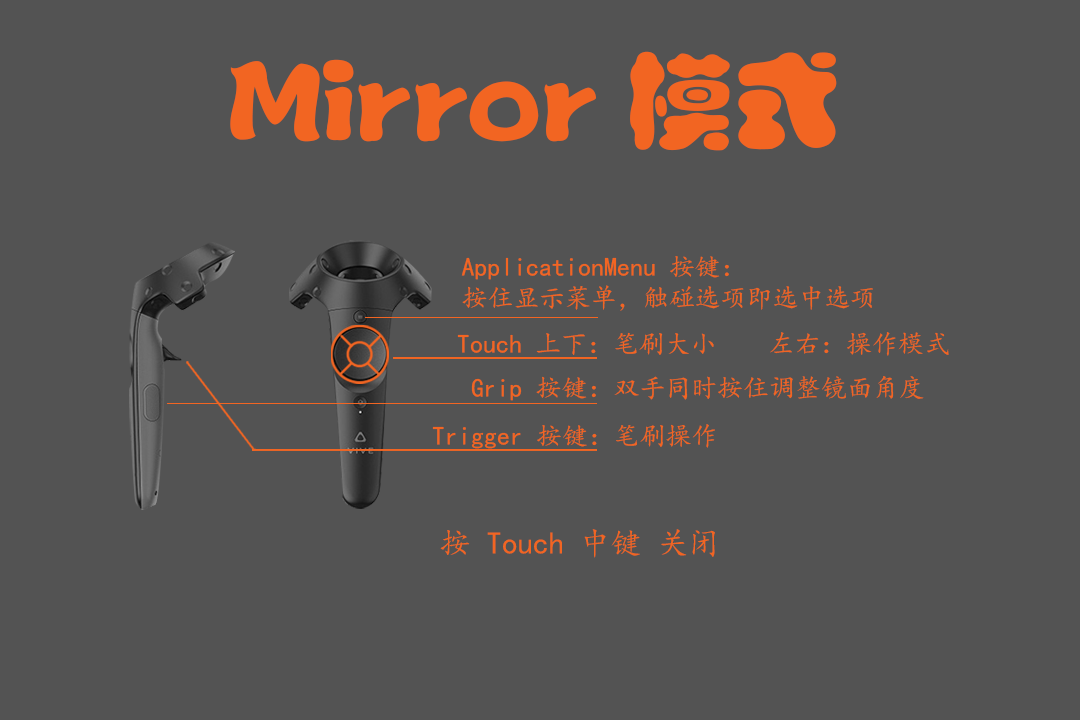 Mirror 模式
ApplicationMenu 按键：
按住显示菜单，触碰选项即选中选项
Touch 上下：笔刷大小 左右：操作模式
Grip 按键：双手同时按住调整镜面角度
Trigger 按键：笔刷操作
VIVE
按 Touch 中键 关闭